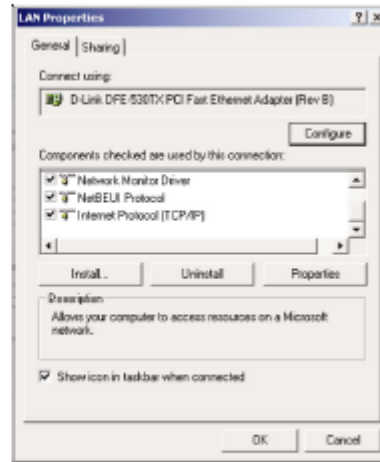 LAN Properties
General
Sharing
Connect using:
D-Link DFE-530TX PCI Fast Ethernet Adapter (Rev B)
Configure
Components checked are used by this connection:
Network Monitor Driver
NetBEUI Protocol
Internet Protocol (TCP/IP)
Install...
Uninstall
Properties
Description
Allows your computer to access resources on a Microsoft
network.
Show icon in taskbar when connected
OK
Cancel